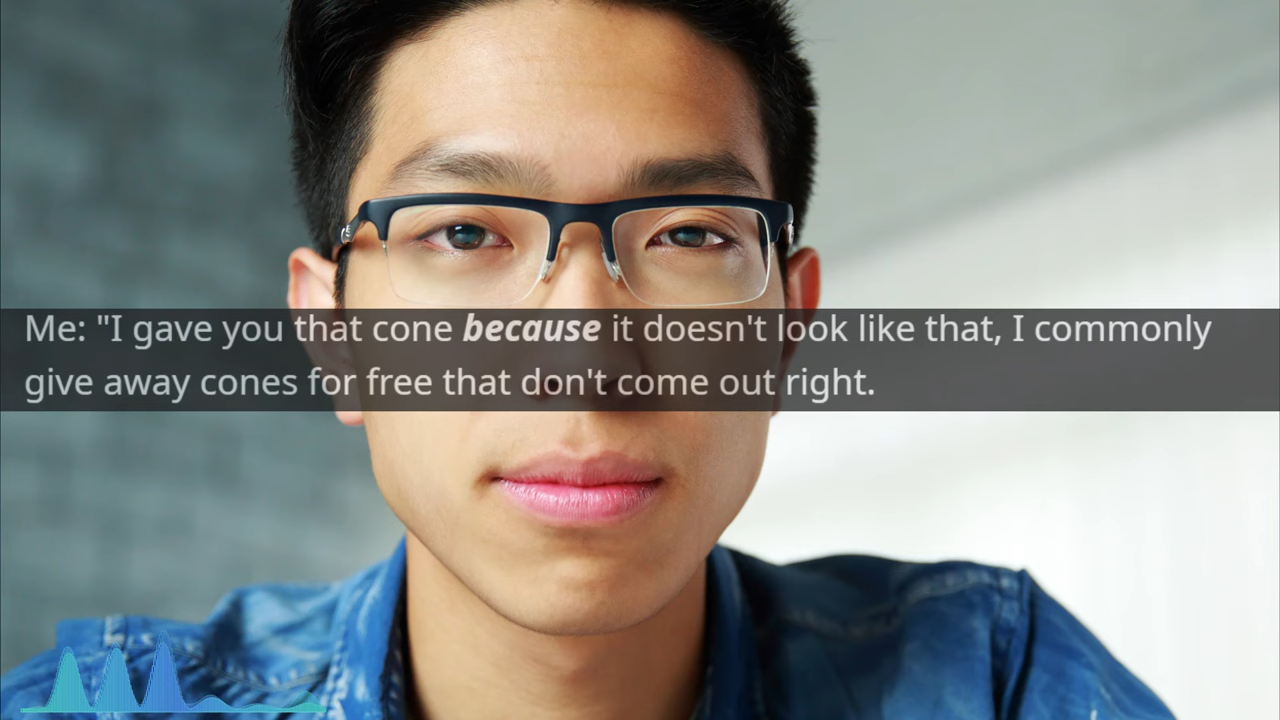 Me: "I gave you that cone because it doesn't look like that, I commonly
give away cones for free that don't come out right.